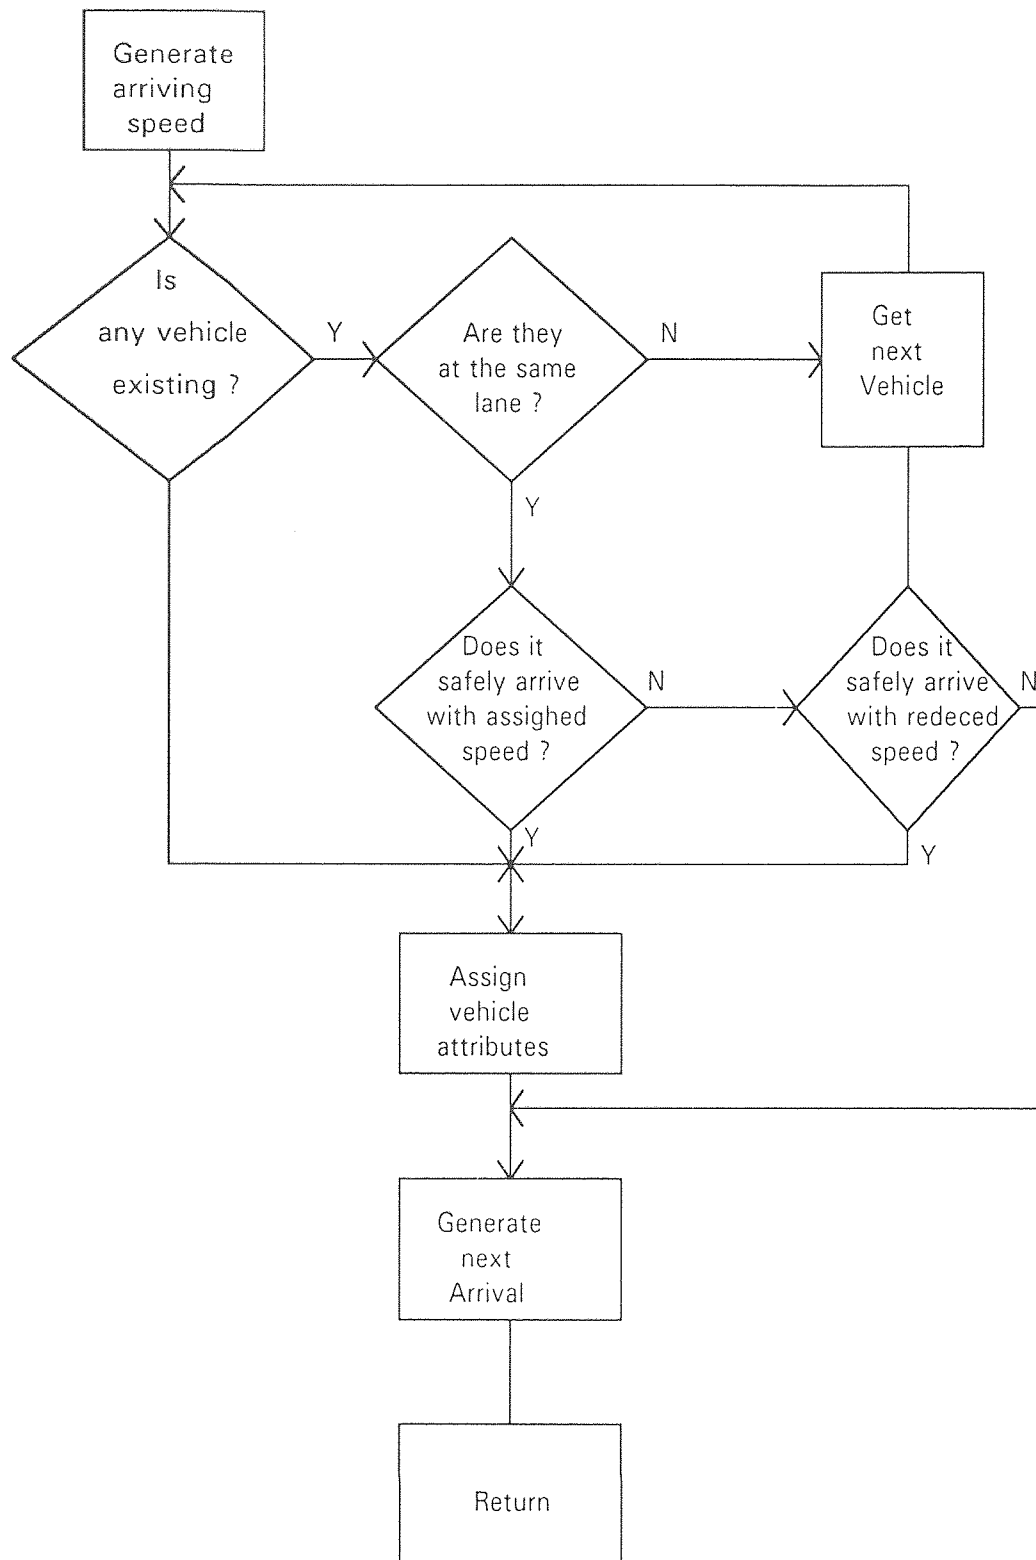 Generate
arriving
speed
Is
any vehicle
existing ?
Y
Are they
at the same
lane ?
N
Get
next
Vehicle
Y
Does it
safely arrive
with assighed
speed ?
N
Does it
safely arrive
with redeced
speed ?
N
Y
Y
Assign
vehicle
attributes
Generate
next
Arrival
Return